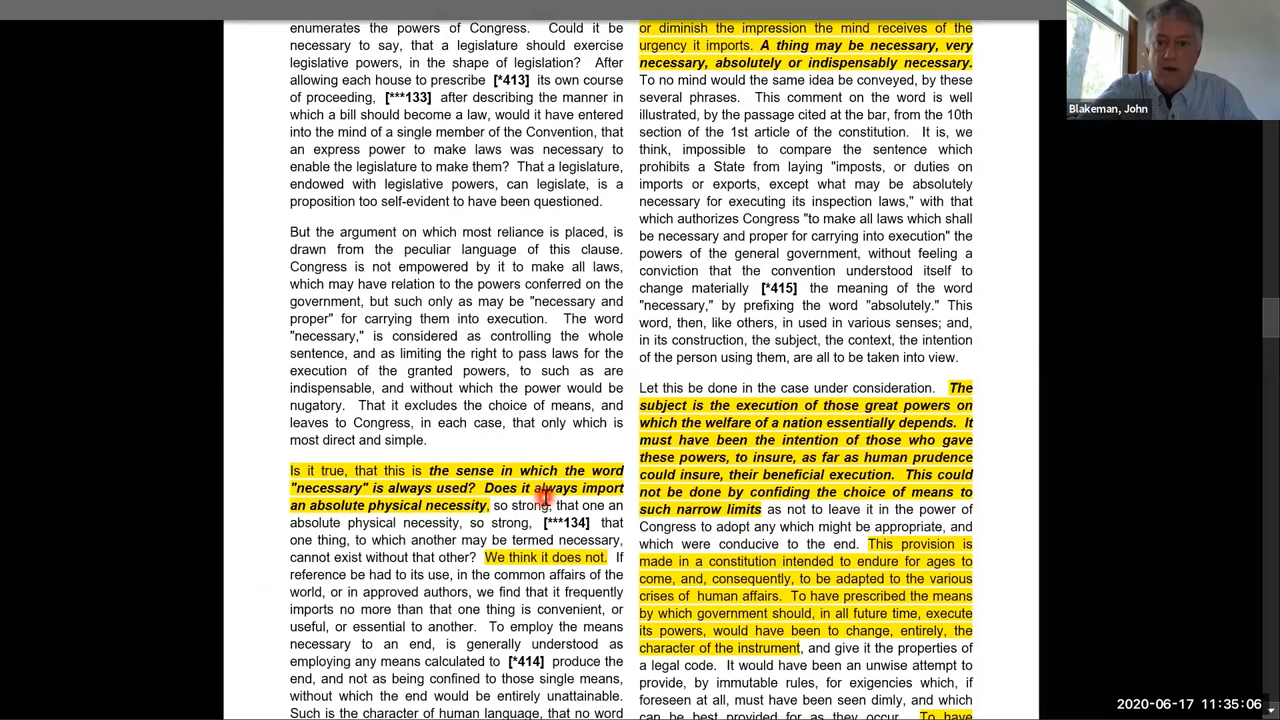 enumerates the powers of Congress. Could it be
necessary to say, that a legislature should exercise
legislative powers, in the shape of legislation? After
allowing each house to prescribe [*413] its own course
of proceeding, [***133] after describing the manner in
which a bill should become a law, would it have entered
into the mind of a single member of the Convention, that
an express power to make laws was necessary to
enable the legislature to make them? That a legislature,
endowed with legislative powers, can legislate, is a
proposition too self-evident to have been questioned.
But the argument on which most reliance is placed, is
drawn from the peculiar language of this clause.
Congress is not empowered by it to make all laws,
which may have relation to the powers conferred on the
government, but such only as may be "necessary and
proper" for carrying them into execution. The word
"necessary," is considered as controlling the whole
sentence, and as limiting the right to pass laws for the
execution of the granted powers, to such as are
indispensable, and without which the power would be
nugatory. That it excludes the choice of means, and
leaves to Congress, in each case, that only which is
most direct and simple.
Is it true, that this is the sense in which the word
"necessary" is always used? Does it always import
an absolute physical necessity, so strong, that one an
absolute physical necessity, so strong, [***134] that
one thing, to which another may be termed necessary,
cannot exist without that other? We think it does not. If
reference be had to its use, in the common affairs of the
world, or in approved authors, we find that it frequently
imports no more than that one thing is convenient, or
useful, or essential to another. To employ the means
necessary to an end, is generally understood as
employing any means calculated to [*414] produce the
end, and not as being confined to those single means,
without which the end would be entirely unattainable.
Such is the character of human language, that no word
or diminish the impression the mind receives of the
urgency it imports. A thing may be necessary, very
necessary, absolutely or indispensably necessary.
To no mind would the same idea be conveyed, by these
several phrases. This comment on the word is well
illustrated, by the passage cited at the bar, from the 10th
section of the 1st article of the constitution. It is, we
think, impossible to compare the sentence which
prohibits a State from laying "imposts, or duties on
imports or exports, except what may be absolutely
necessary for executing its inspection laws," with that
which authorizes Congress "to make all laws which shall
be necessary and proper for carrying into execution" the
powers of the general government, without feeling a
conviction that the convention understood itself to
change materially [*415] the meaning of the word
"necessary," by prefixing the word "absolutely." This
word, then, like others, in used in various senses; and,
in its construction, the subject, the context, the intention
of the person using them, are all to be taken into view.
Let this be done in the case under consideration. The
subject is the execution of those great powers on
which the welfare of a nation essentially depends. It
must have been the intention of those who gave
these powers, to insure, as far as human prudence
could insure, their beneficial execution. This could
not be done by confiding the choice of means to
such narrow limits as not to leave it in the power of
Congress to adopt any which might be appropriate, and
which were conducive to the end. This provision is
made in a constitution intended to endure for ages to
come, and, consequently, to be adapted to the various
crises of human affairs. To have prescribed the means
by which government should, in all future time, execute
its powers, would have been to change, entirely, the
character of the instrument, and give it the properties of
a legal code. It would have been an unwise attempt to
provide, by immutable rules, for exigencies which, if
foreseen at all, must have been seen dimly, and which
can be best provided for as they occur. To have
Blakeman, John
2020-06-17 11:35:06